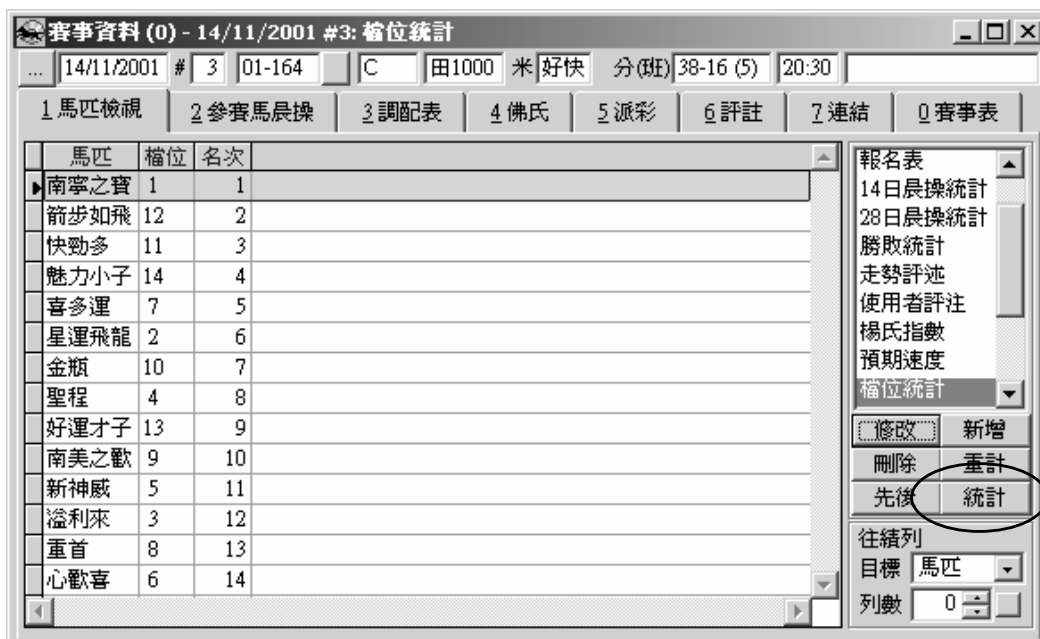 賽事資料 (0) - 14/11/2001 #3: 檔位統計
... 14/11/2001 # 3 01-164 C 田1000 米 好快 分(班) 38-16 (5) 20:30
1 馬匹檢視 2 參賽馬晨操 3 調配表 4 佛氏 5 派彩 6 評註 7 連結 0 賽事表
馬匹 檔位 名次
南寧之寶 1 1
箭步如飛 12 2
快勁多 11 3
魅力小子 14 4
喜多運 7 5
星運飛龍 2 6
金瓶 10 7
聖程 4 8
好運才子 13 9
南美之歡 9 10
新神威 5 11
溢利來 3 12
重首 8 13
心歡喜 6 14
報名表
14日晨操統計
28日晨操統計
勝敗統計
走勢評述
使用者評注
楊氏指數
預期速度
檔位統計
修改 新增
刪除 重計
先後 統計
往績列
目標 馬匹
列數 0